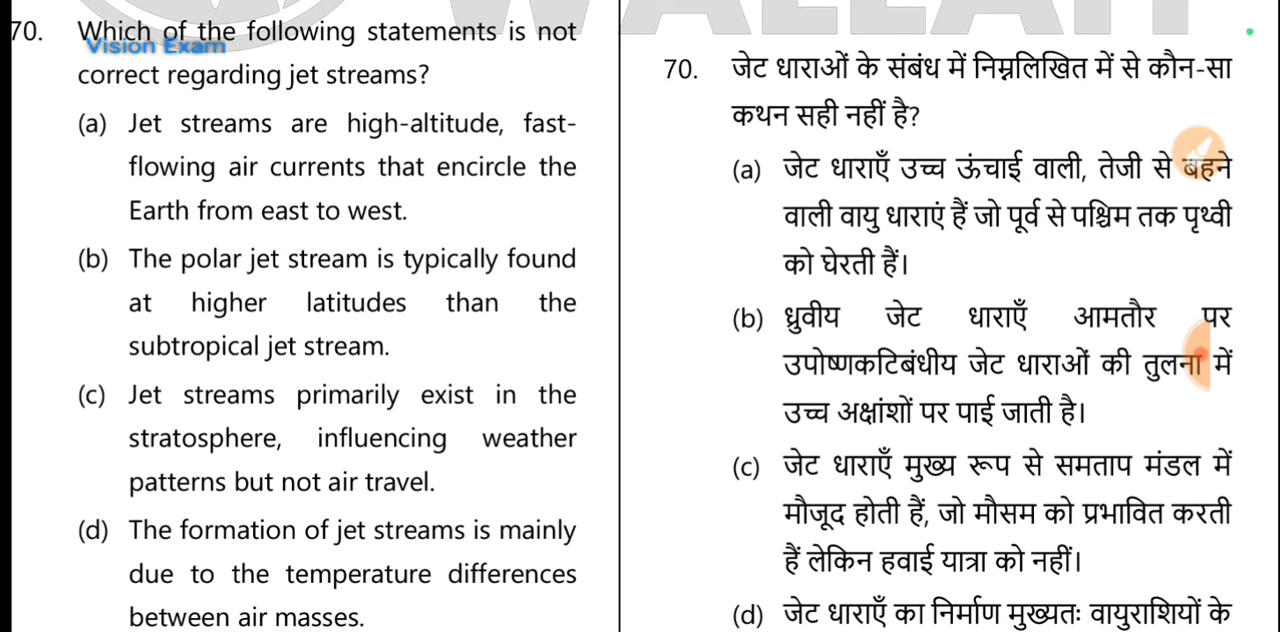 WALLAH
70. Which of the following statements is not
Vision Exam
correct regarding jet streams?
(a) Jet streams are high-altitude, fast-
flowing air currents that encircle the
Earth from east to west.
(b) The polar jet stream is typically found
at higher latitudes than the
subtropical jet stream.
(c) Jet streams primarily exist in the
stratosphere, influencing weather
patterns but not air travel.
(d) The formation of jet streams is mainly
due to the temperature differences
between air masses.
70. जेट धाराओं के संबंध में निम्नलिखित में से कौन-सा
कथन सही नहीं है?
(a) जेट धाराएँ उच्च ऊंचाई वाली, तेजी से बहने
वाली वायु धाराएं हैं जो पूर्व से पश्चिम तक पृथ्वी
को घेरती हैं।
(b) ध्रुवीय जेट धाराएँ आमतौर पर
उपोष्णकटिबंधीय जेट धाराओं की तुलना में
उच्च अक्षांशों पर पाई जाती है।
(c) जेट धाराएँ मुख्य रूप से समताप मंडल में
मौजूद होती हैं, जो मौसम को प्रभावित करती
हैं लेकिन हवाई यात्रा को नहीं।
(d) जेट धाराएँ का निर्माण मुख्यतः वायुराशियों के